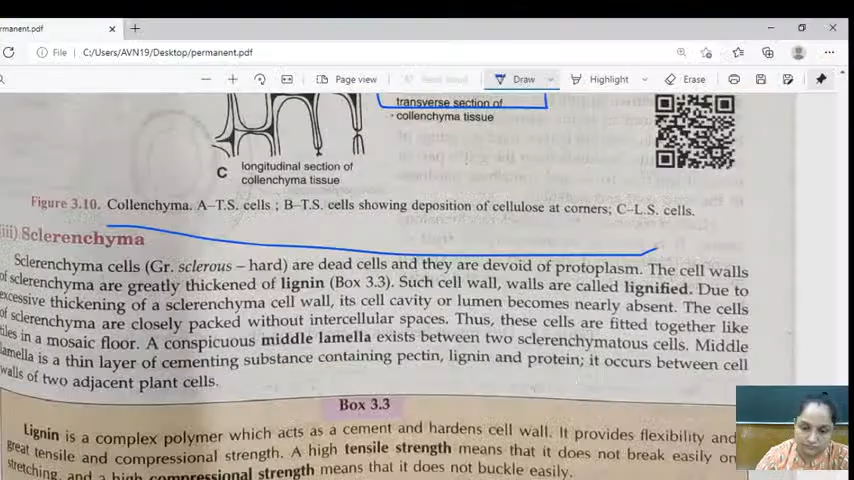 rmanent.pdf
File C:/Users/AVN19/Desktop/permanent.pdf
Page view Draw Highlight Erase
transverse section of
collenchyma tissue
C longitudinal section of
collenchyma tissue
Figure 3.10. Collenchyma. A–T.S. cells ; B–T.S. cells showing deposition of cellulose at corners; C–L.S. cells.
iii) Sclerenchyma
Sclerenchyma cells (Gr. sclerous – hard) are dead cells and they are devoid of protoplasm. The cell walls
of sclerenchyma are greatly thickened of lignin (Box 3.3). Such cell wall, walls are called lignified. Due to
excessive thickening of a sclerenchyma cell wall, its cell cavity or lumen becomes nearly absent. The cells
of sclerenchyma are closely packed without intercellular spaces. Thus, these cells are fitted together like
tiles in a mosaic floor. A conspicuous middle lamella exists between two sclerenchymatous cells. Middle
lamella is a thin layer of cementing substance containing pectin, lignin and protein; it occurs between cell
walls of two adjacent plant cells.
Box 3.3
Lignin is a complex polymer which acts as a cement and hardens cell wall. It provides flexibility and
great tensile and compressional strength. A high tensile strength means that it does not break easily on
stretching, and a high compressional strength means that it does not buckle easily.